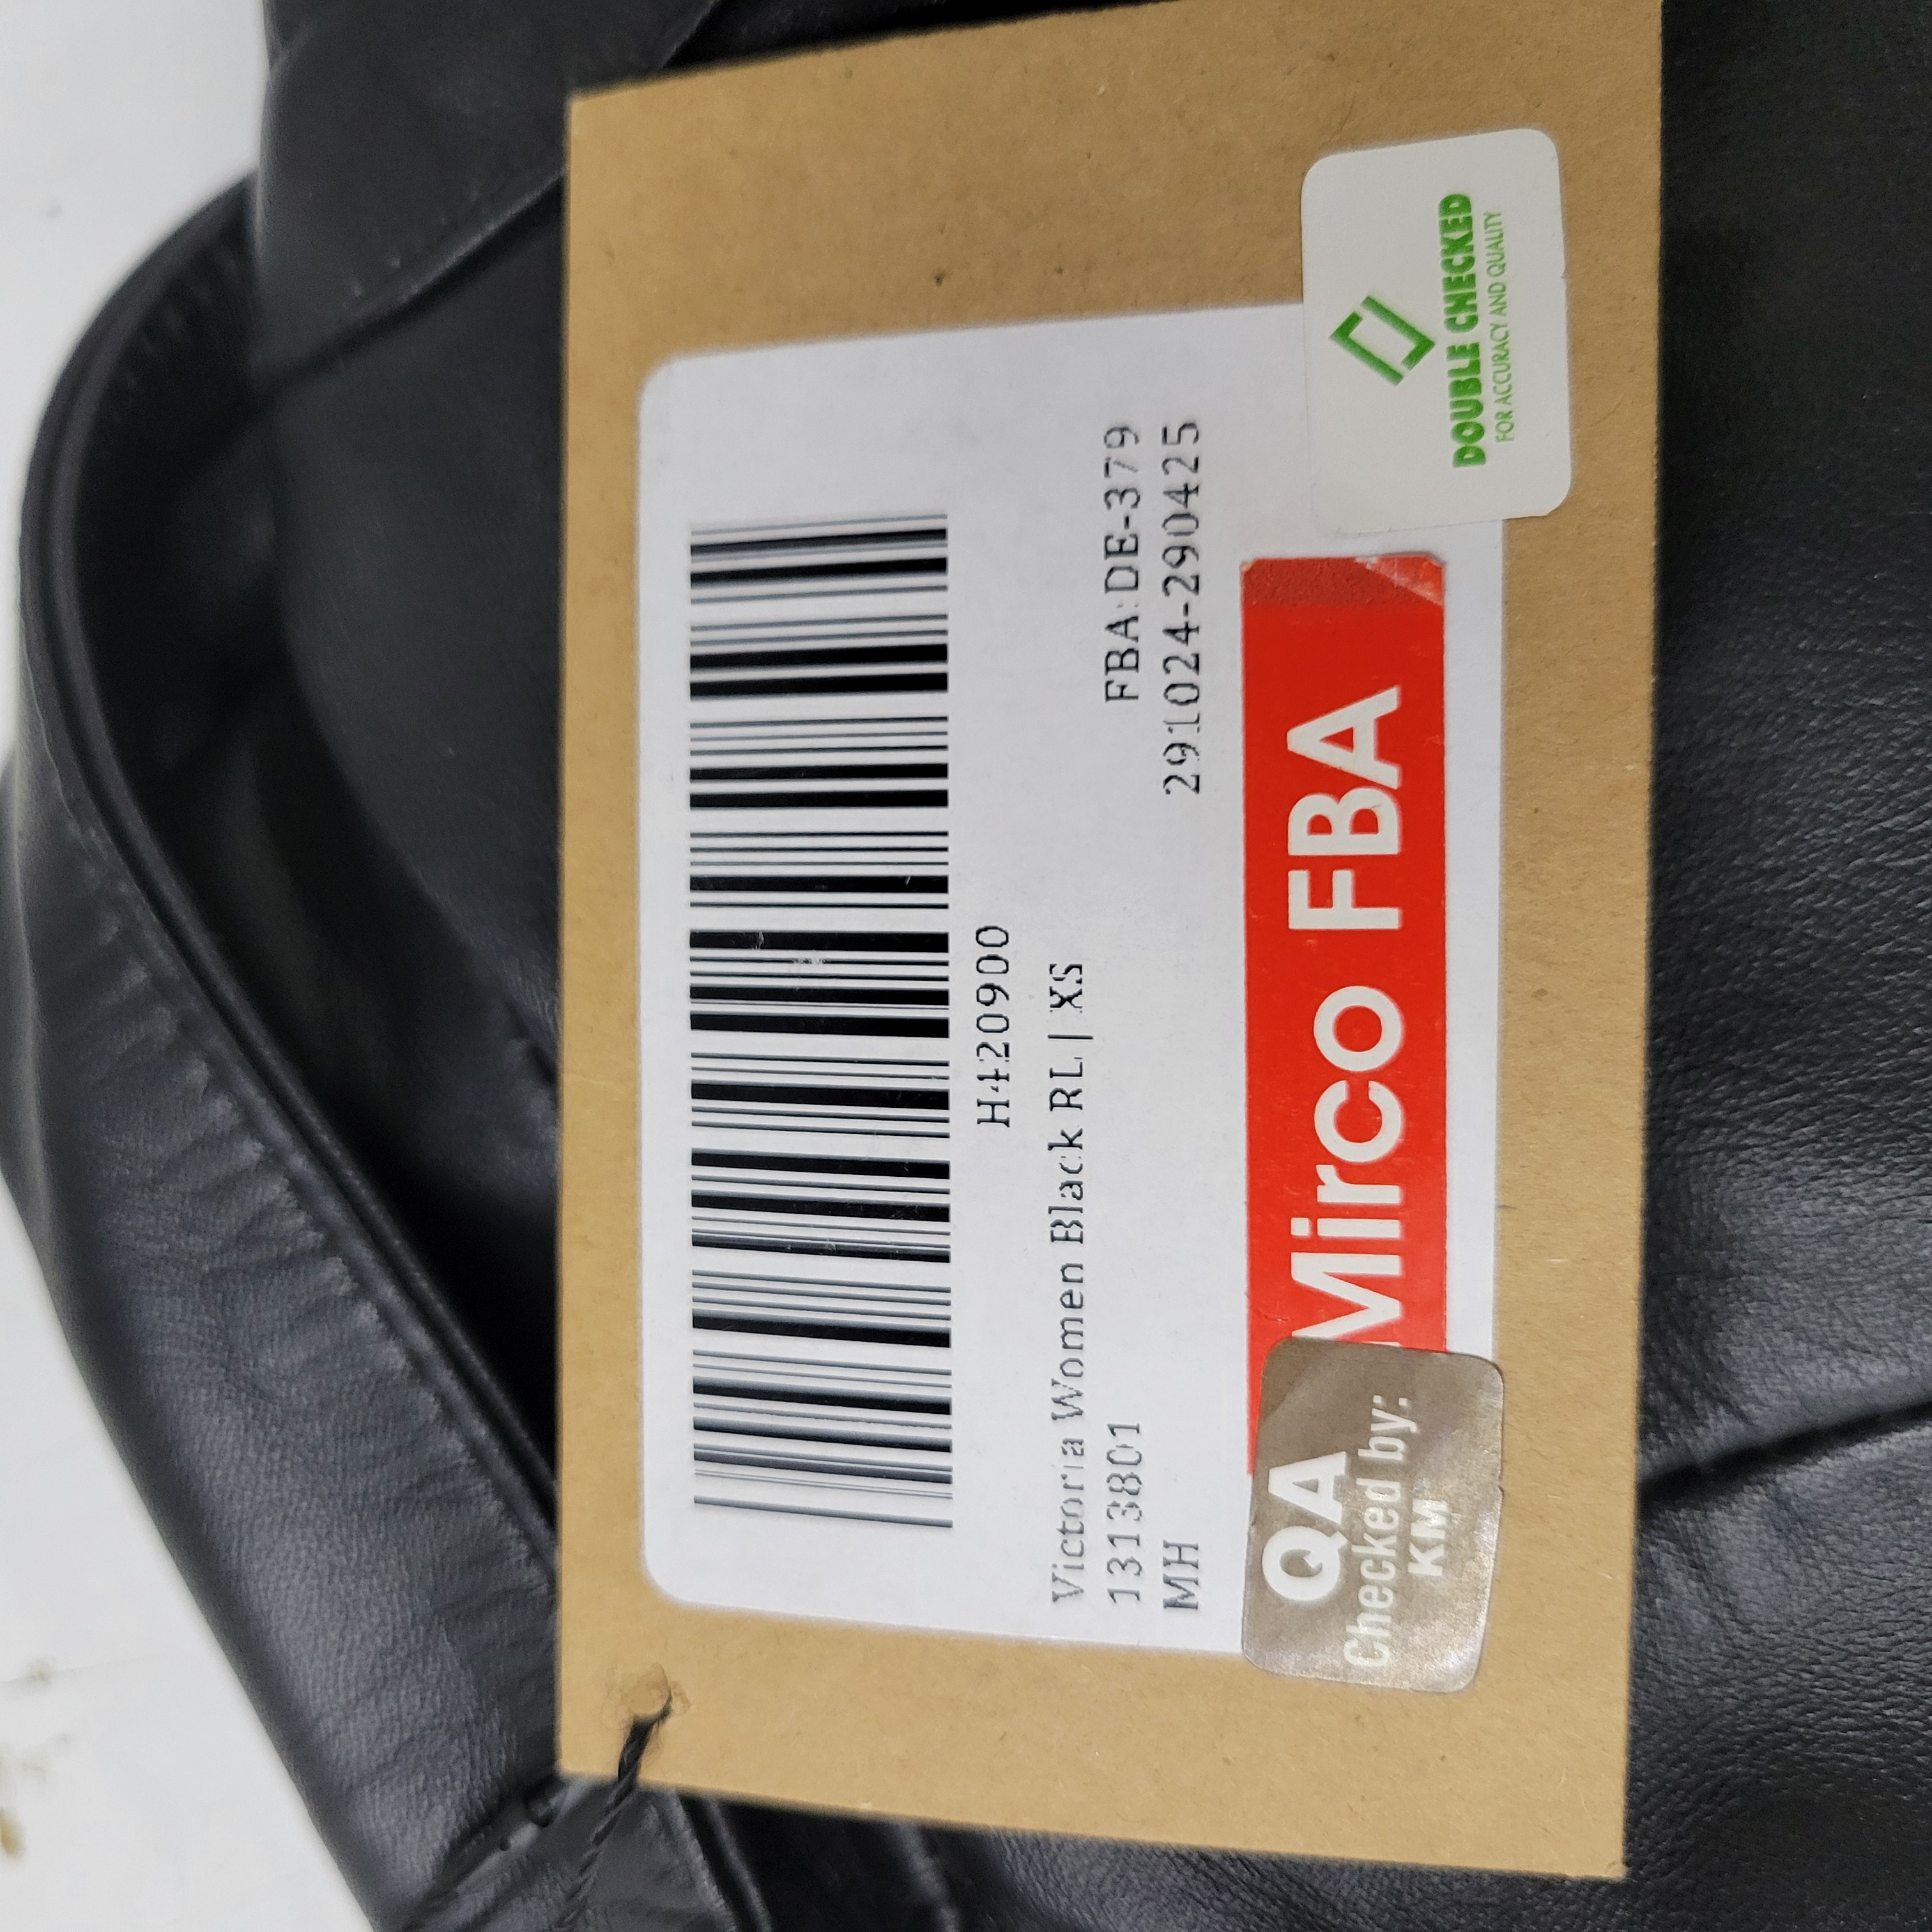 H420900
Victoria Women Black RL | XS
1313801
FBA:DE-379
MH
291024-290425
Mirco FBA
QA
Checked by:
KM
DOUBLE CHECKED
FOR ACCURACY AND QUALITY